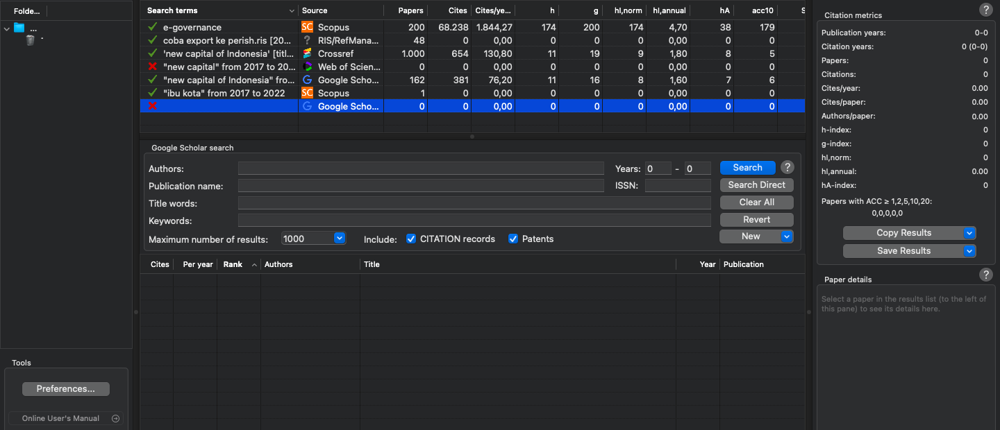 Folde...
...
-
Tools
Preferences...
Online User's Manual
Search terms Source Papers Cites Cites/ye... h g hI,norm hI,annual hA acc10 S
e-governance SC Scopus 200 68.238 1.844,27 174 200 174 4,70 38 179
coba export ke perish.ris [20... ? RIS/RefMana... 48 0 0,00 0 0 0 0,00 0 0
'new capital of Indonesia' [titl... Crossref 1.000 654 130,80 11 19 9 1,80 8 5
"new capital" from 2017 to 20... Web of Scien... 0 0 0,00 0 0 0 0,00 0 0
"new capital of Indonesia" fro... G Google Scho... 162 381 76,20 11 16 8 1,60 7 6
"ibu kota" from 2017 to 2022 SC Scopus 1 0 0,00 0 0 0 0,00 0 0
G Google Scho... 0 0 0,00 0 0 0 0,00 0 0
Google Scholar search
Authors: Years: 0 - 0 Search ?
Publication name: ISSN: Search Direct
Title words: Clear All
Keywords: Revert
Maximum number of results: 1000 Include: CITATION records Patents New
Cites Per year Rank Authors Title Year Publication
Citation metrics ?
Publication years: 0-0
Citation years: 0 (0-0)
Papers: 0
Citations: 0
Cites/year: 0.00
Cites/paper: 0.00
Authors/paper: 0.00
h-index: 0
g-index: 0
hI,norm: 0
hI,annual: 0.00
hA-index: 0
Papers with ACC ≥ 1,2,5,10,20:
0,0,0,0,0
Copy Results
Save Results
Paper details ?
Select a paper in the results list (to the left of
this pane) to see its details here.